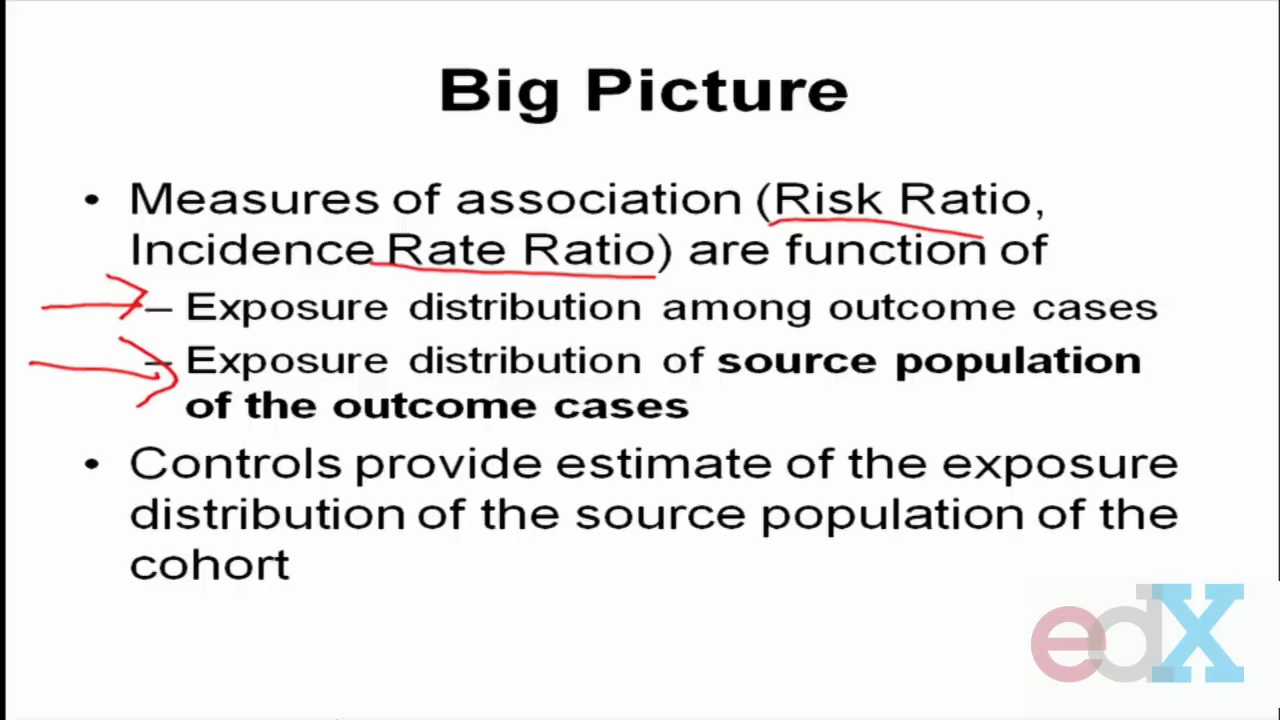 Big Picture
• Measures of association (Risk Ratio,
Incidence Rate Ratio) are function of
– Exposure distribution among outcome cases
– Exposure distribution of source population
of the outcome cases
• Controls provide estimate of the exposure
distribution of the source population of the
cohort
edX